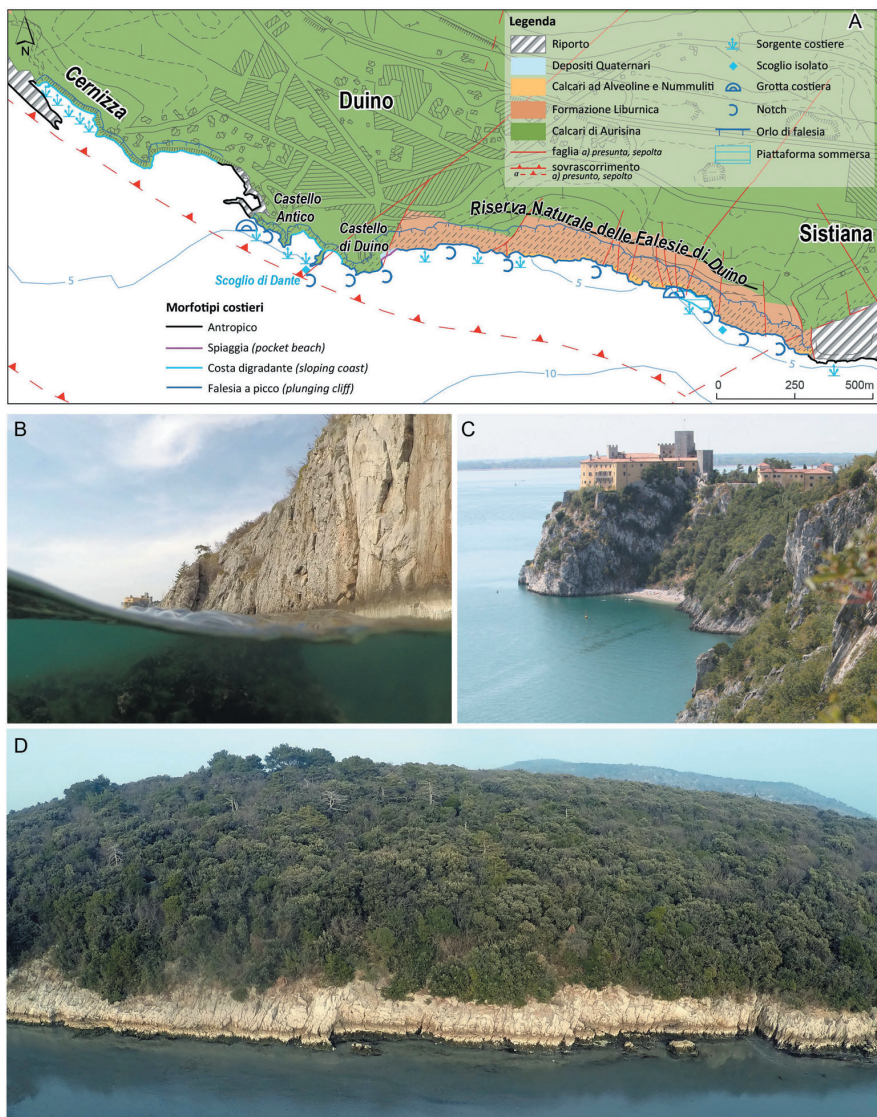 A
N
Cernizza
Duino
Castello
Antico
Castello
di Duino
Scoglio di Dante
Riserva Naturale delle Falesie di Duino
Sistiana
5
5
10
Legenda
Riporto
Depositi Quaternari
Calcari ad Alveoline e Nummuliti
Formazione Liburnica
Calcari di Aurisina
faglia a) presunta, sepolta
sovrascorrimento
a a) presunto, sepolto
Sorgente costiere
Scoglio isolato
Grotta costiera
Notch
Orlo di falesia
Piattaforma sommersa
Morfotipi costieri
Antropico
Spiaggia (pocket beach)
Costa digradante (sloping coast)
Falesia a picco (plunging cliff)
0 250 500m
B
C
D